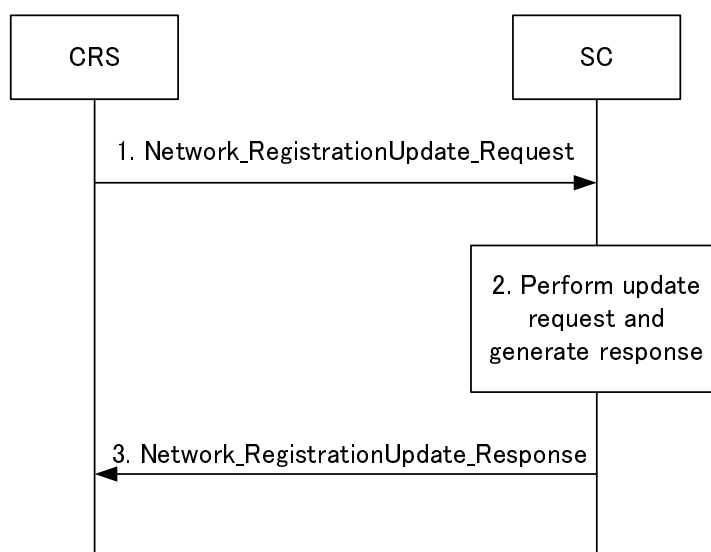 CRS
SC
1. Network_RegistrationUpdate_Request
2. Perform update
request and
generate response
3. Network_RegistrationUpdate_Response